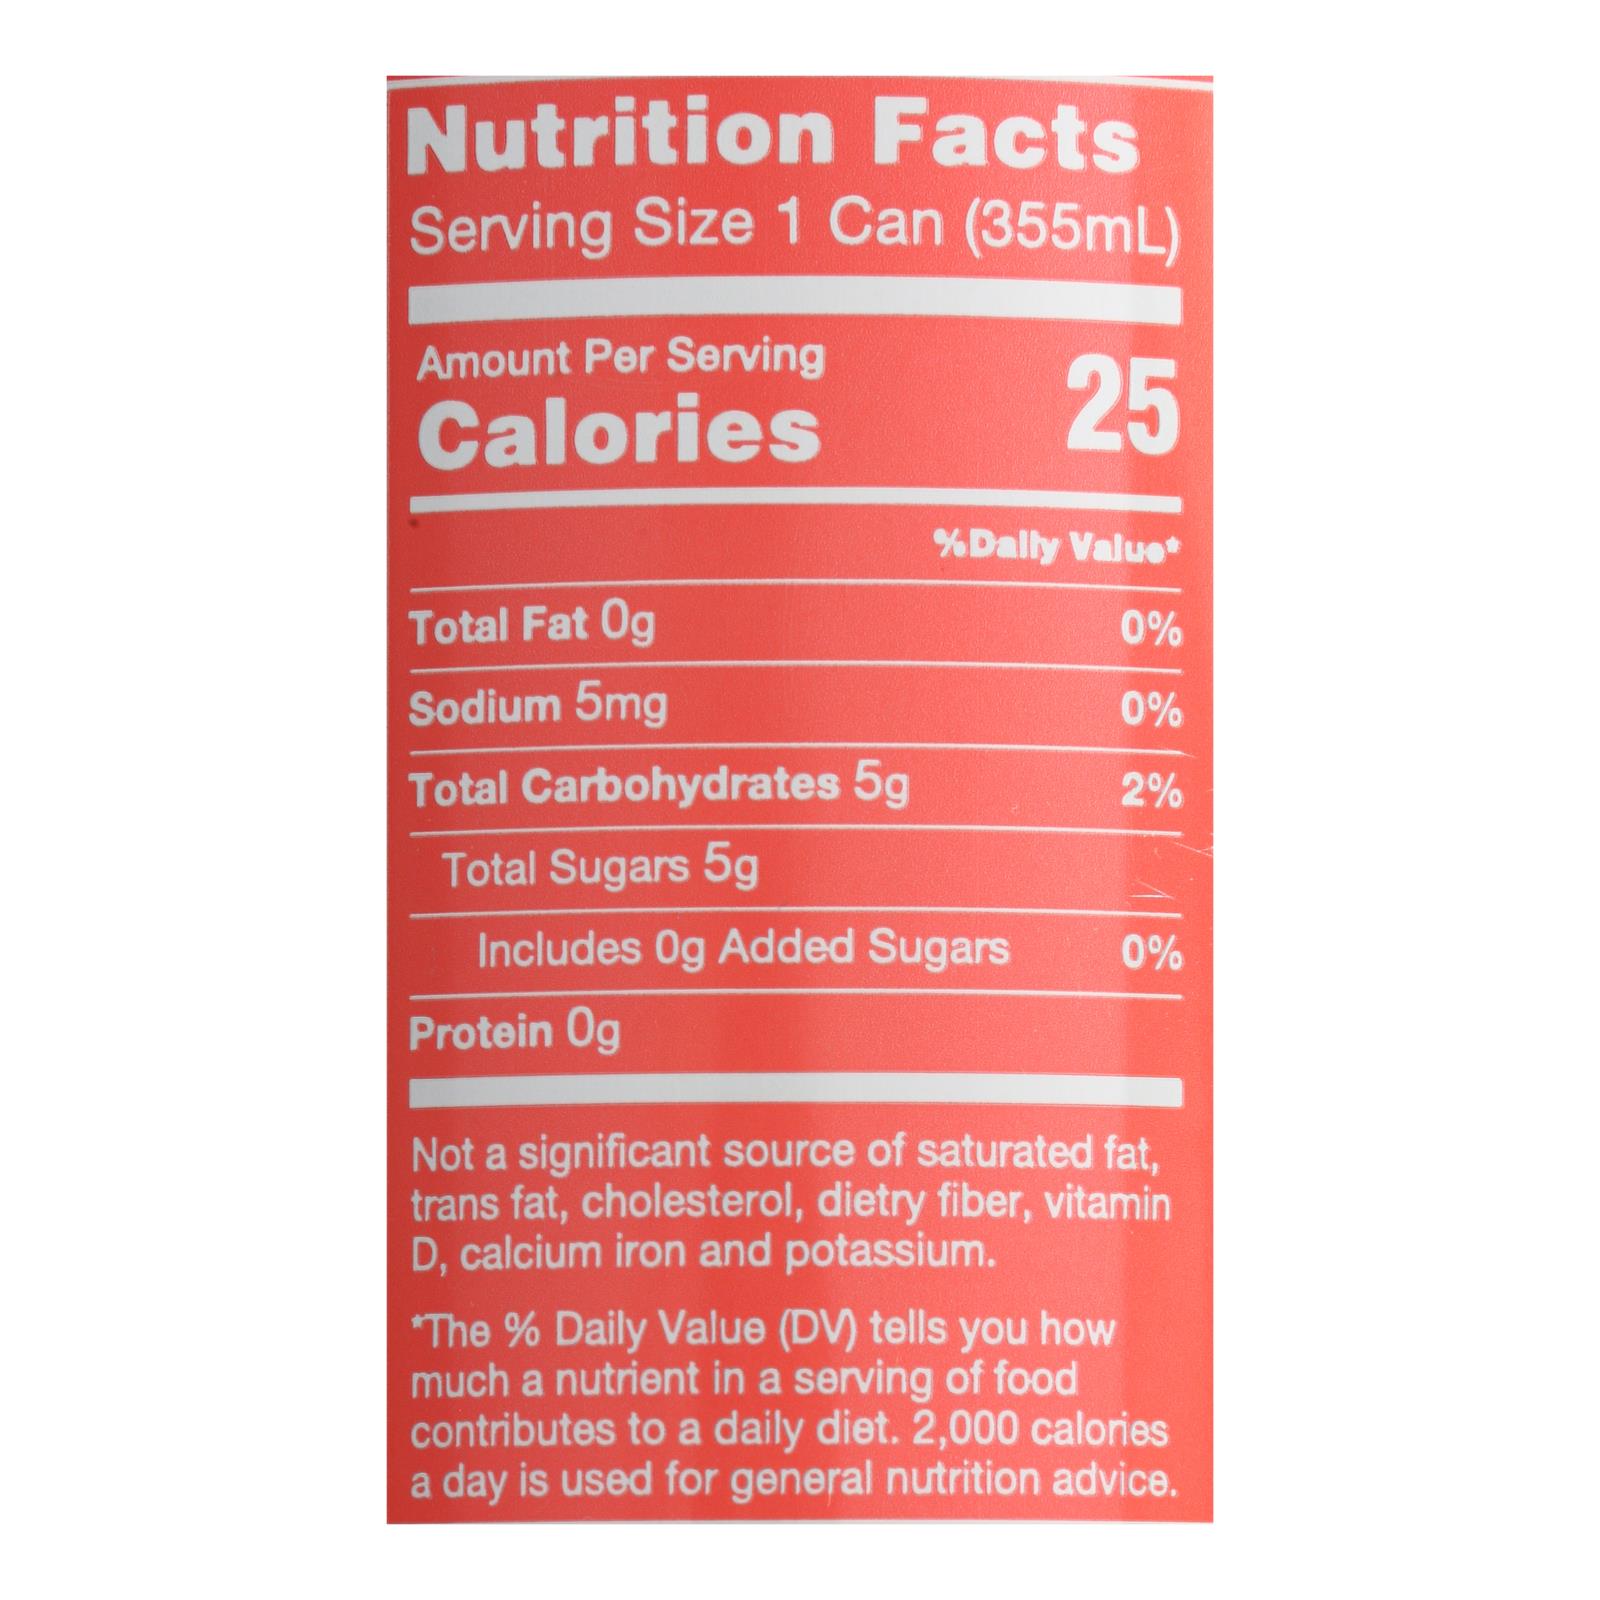 Nutrition Facts
Serving Size 1 Can (355mL)
Amount Per Serving
Calories 25
%Daily Value*
Total Fat 0g 0%
Sodium 5mg 0%
Total Carbohydrates 5g 2%
Total Sugars 5g
Includes 0g Added Sugars 0%
Protein 0g
Not a significant source of saturated fat,
trans fat, cholesterol, dietry fiber, vitamin
D, calcium iron and potassium.
*The % Daily Value (DV) tells you how
much a nutrient in a serving of food
contributes to a daily diet. 2,000 calories
a day is used for general nutrition advice.